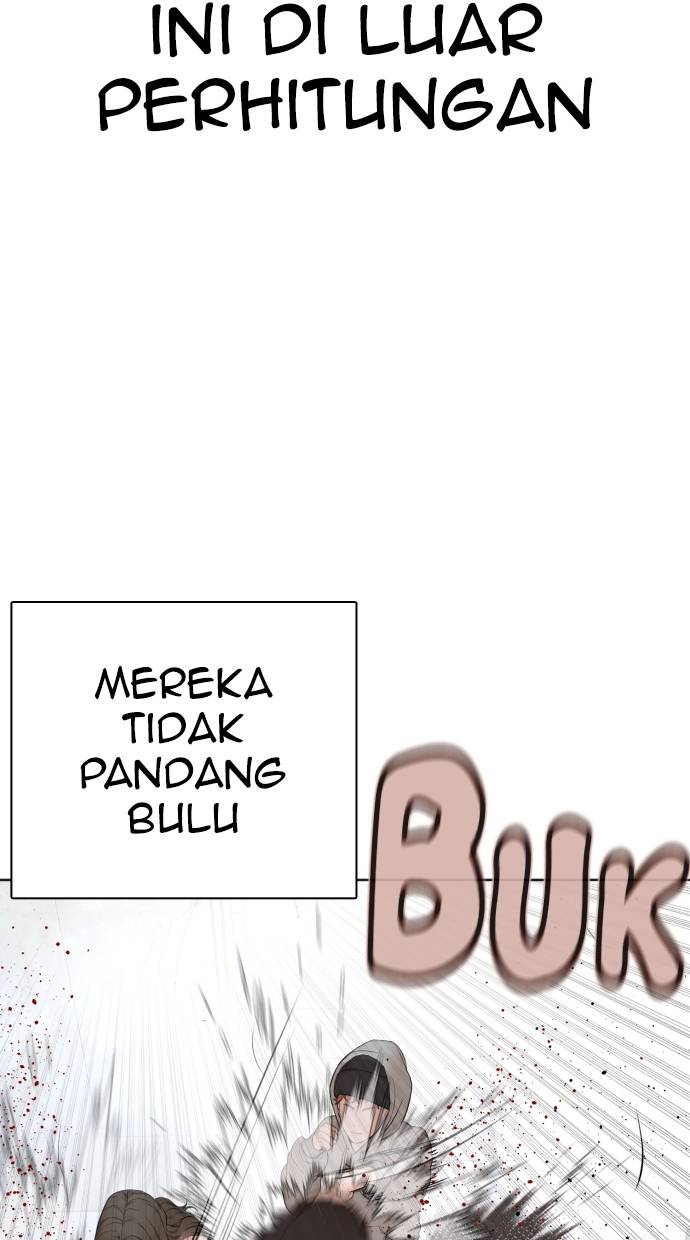 INI DI LUAR
PERHITUNGAN
MEREKA
TIDAK
PANDANG
BULU
BUK